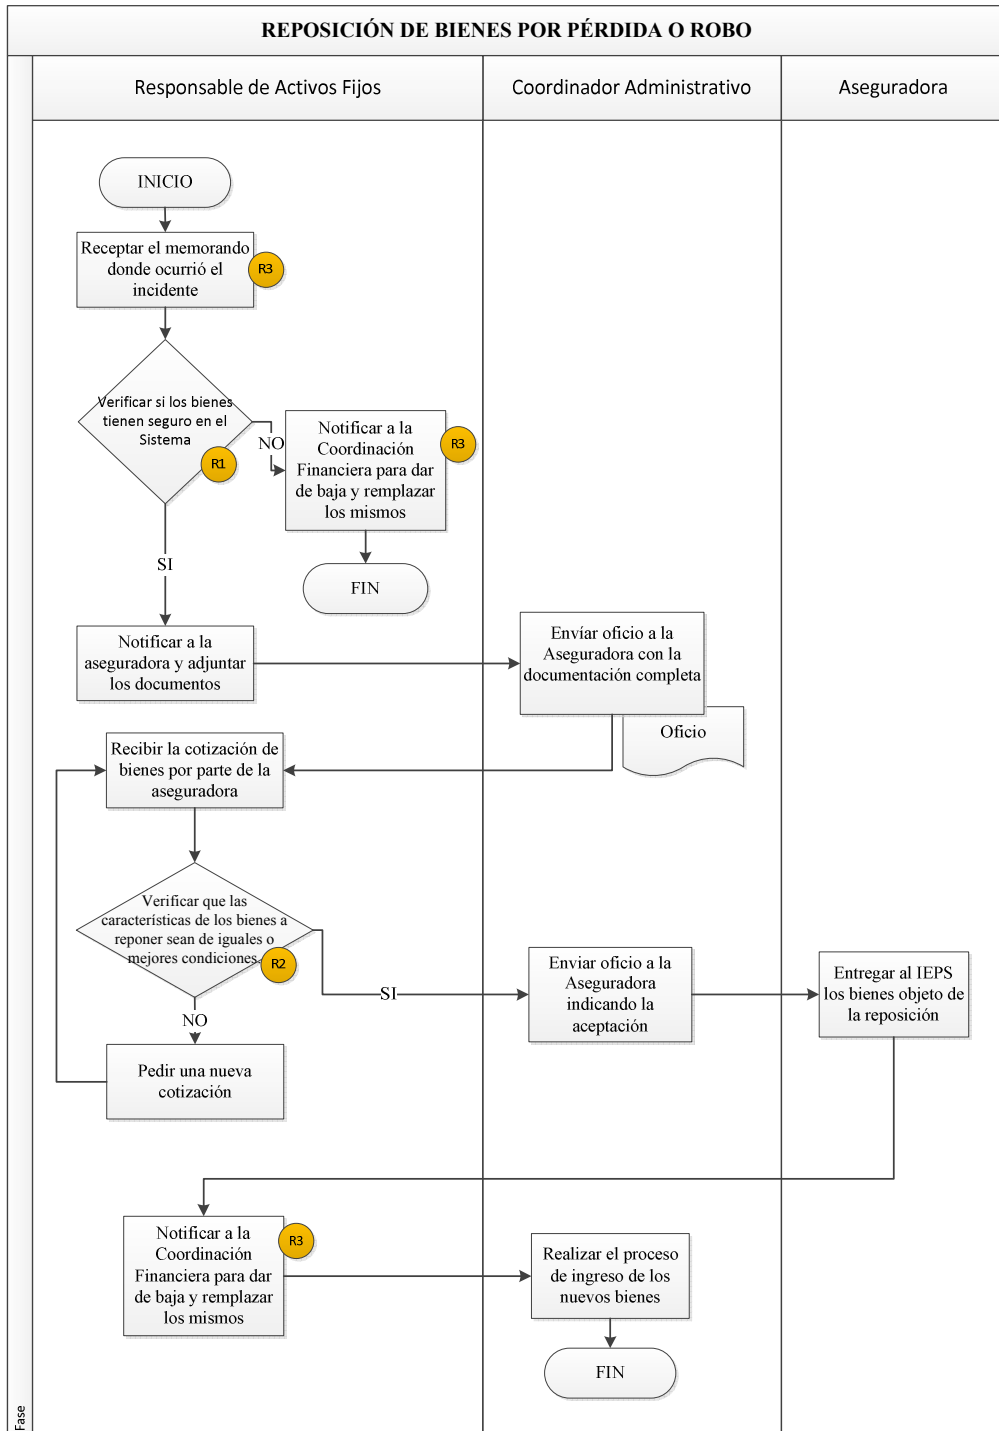 REPOSICIÓN DE BIENES POR PÉRDIDA O ROBO
Responsable de Activos Fijos
Coordinador Administrativo
Aseguradora
INICIO
Receptar el memorando
donde ocurrió el
incidente
R3
Verificar si los bienes
tienen seguro en el
Sistema
R1
NO
Notificar a la
Coordinación
Financiera para dar
de baja y remplazar
los mismos
R3
FIN
SI
Notificar a la
aseguradora y adjuntar
los documentos
Envíar oficio a la
Aseguradora con la
documentación completa
Oficio
Recibir la cotización de
bienes por parte de la
aseguradora
Verificar que las
características de los bienes a
reponer sean de iguales o
mejores condiciones.
R2
SI
NO
Pedir una nueva
cotización
Enviar oficio a la
Aseguradora
indicando la
aceptación
Entregar al IEPS
los bienes objeto de
la reposición
Notificar a la
Coordinación
Financiera para dar
de baja y remplazar
los mismos
R3
Realizar el proceso
de ingreso de los
nuevos bienes
FIN
Fase